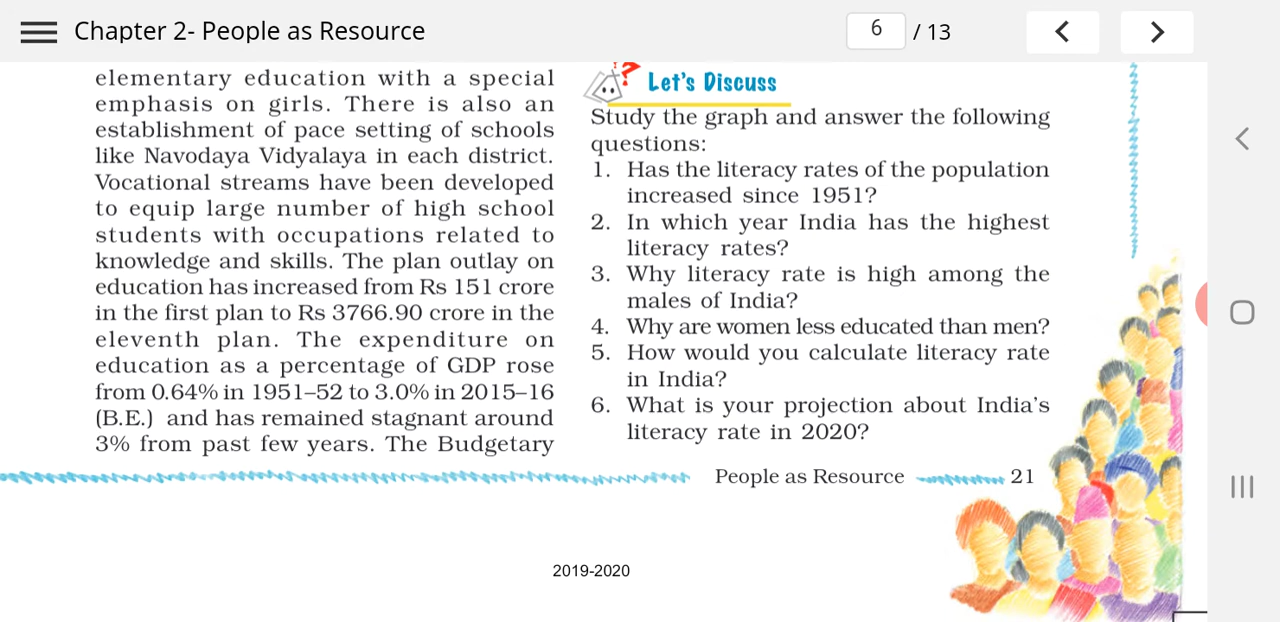 Chapter 2- People as Resource
6 / 13
elementary education with a special
emphasis on girls. There is also an
establishment of pace setting of schools
like Navodaya Vidyalaya in each district.
Vocational streams have been developed
to equip large number of high school
students with occupations related to
knowledge and skills. The plan outlay on
education has increased from Rs 151 crore
in the first plan to Rs 3766.90 crore in the
eleventh plan. The expenditure on
education as a percentage of GDP rose
from 0.64% in 1951–52 to 3.0% in 2015–16
(B.E.) and has remained stagnant around
3% from past few years. The Budgetary
? Let's Discuss
Study the graph and answer the following
questions:
1. Has the literacy rates of the population
increased since 1951?
2. In which year India has the highest
literacy rates?
3. Why literacy rate is high among the
males of India?
4. Why are women less educated than men?
5. How would you calculate literacy rate
in India?
6. What is your projection about India's
literacy rate in 2020?
People as Resource 21
2019-2020